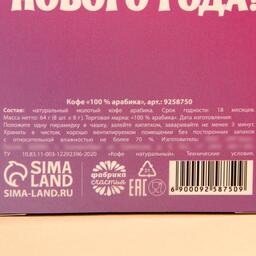 НОВОГО ГОДА!
Кофе «100 % арабика», арт.: 9258750
Состав: натуральный молотый кофе арабика. Срок годности 18 месяцев.
Масса нетто: 64 г (8 шт. х 8 г.). Торговая марка: «100 % арабика». Дата изготовления:
Положите одну пирамидку в чашку, залейте кипятком, заваривайте не менее 3 минут.
Хранить в чистом, хорошо вентилируемом помещении без посторонних запахов
с относительной влажностью не более 70 %. Изготовитель:
ТУ 10.83.11-003-12292396-2020 «Кофе натуральный». Технические условия.
SIMA LAND
SIMA-LAND.RU
фабрика счастья
EAC
6 900092 587509